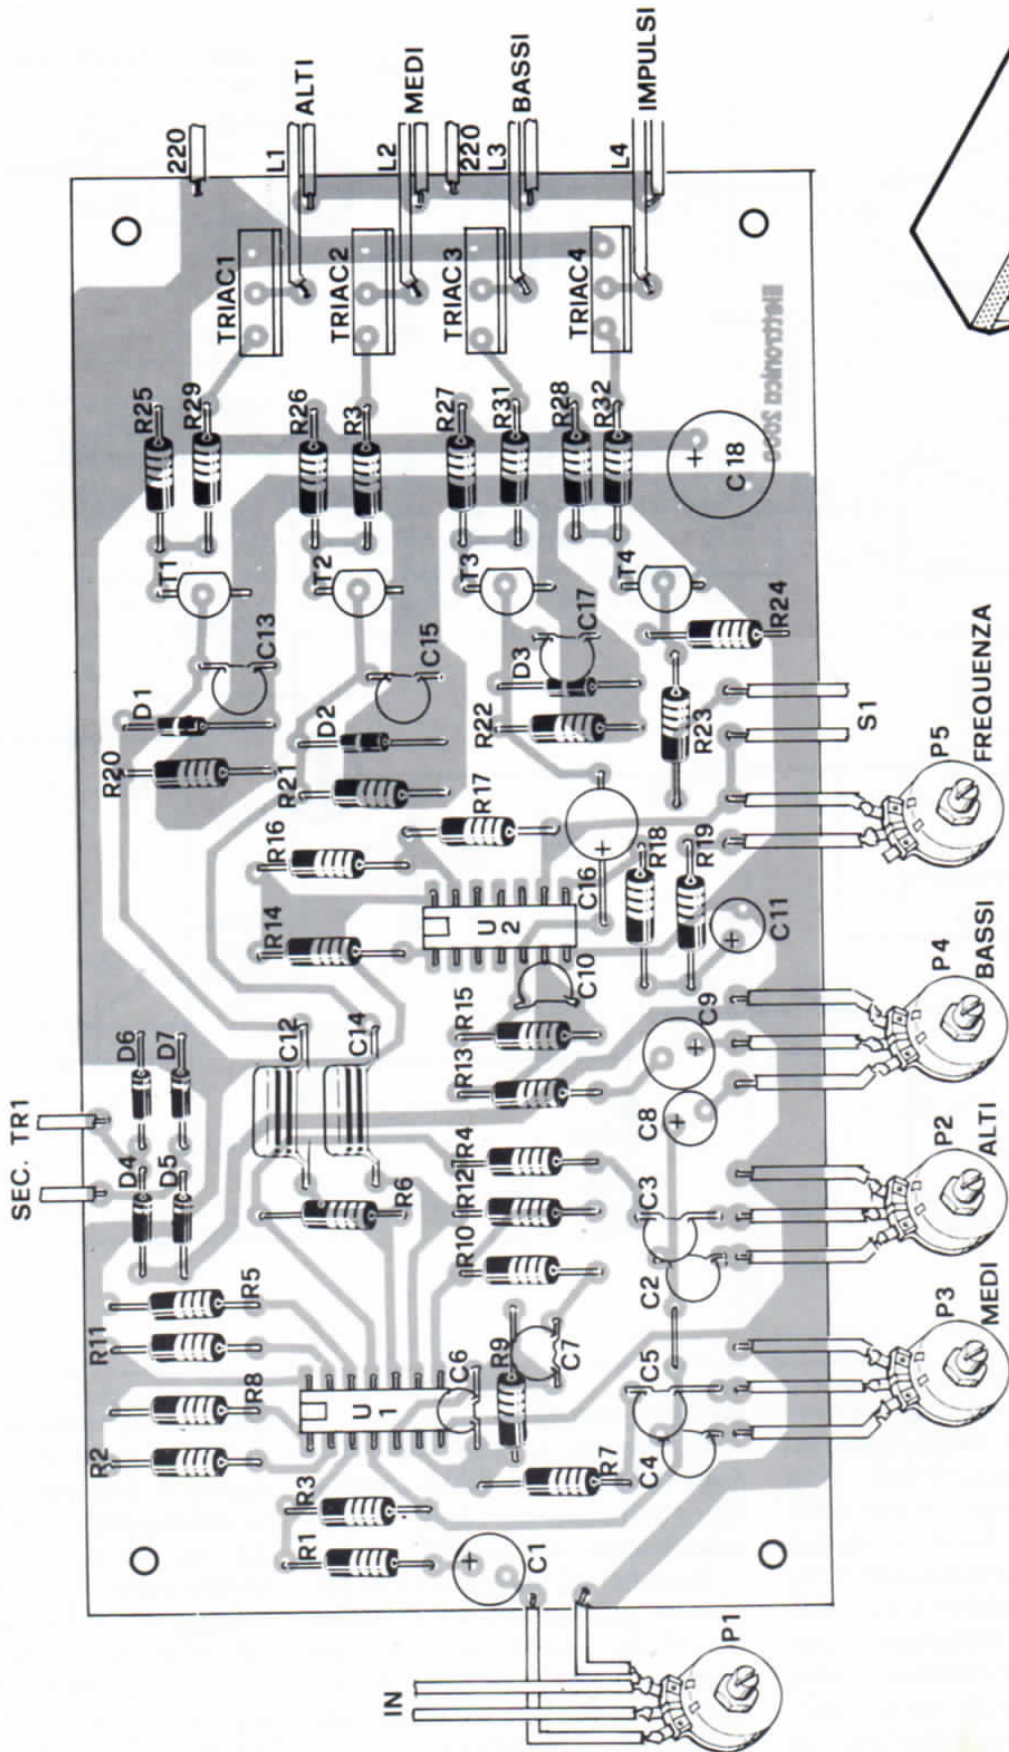 220
L1
ALTI
L2
MEDI
220
L3
BASSI
L4
IMPULSI
TRIAC1
TRIAC2
TRIAC3
TRIAC4
R25
R29
R26
R3
R27
R31
R28
R32
C18
+
T1
T2
T3
T4
C13
C15
C17
R24
D1
D2
D3
R20
R21
R22
R23
S1
R16
R17
R18
R19
R14
U2
C16
+
C10
C11
+
P5
FREQUENZA
SEC. TR1
D6
D7
D4
D5
C12
C14
R15
R13
C9
+
C8
+
P4
BASSI
R6
R4
R12
R10
C3
C2
P2
ALTI
R5
R11
R8
R2
U1
C6
R9
C7
C5
C4
P3
MEDI
R3
R1
R7
C1
+
IN
P1